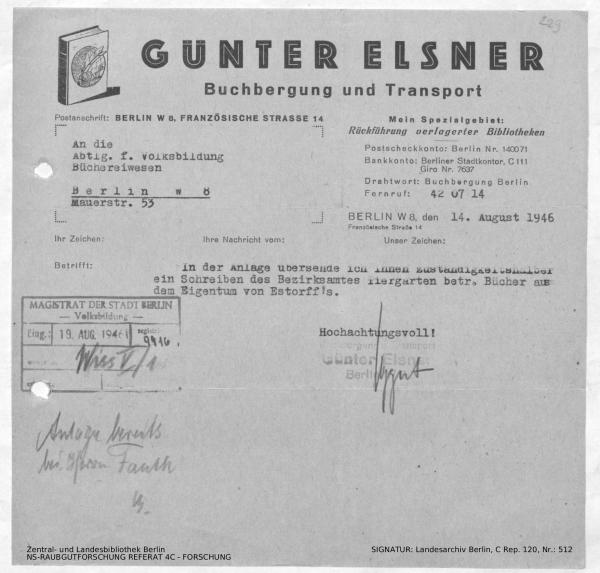 229
GÜNTER ELSNER
Buchbergung und Transport
Postanschrift: BERLIN W 8, FRANZÖSISCHE STRASSE 14
Mein Spezialgebiet:
Rückführung verlagerter Bibliotheken
An die
Abtlg. f. Volksbildung
Büchereiwesen
Berlin W 8
Mauerstr. 53
Postscheckkonto: Berlin Nr. 140071
Bankkonto: Berliner Stadtkontor, C 111
Giro Nr. 7637
Drahtwort: Buchbergung Berlin
Fernruf: 42 07 14
BERLIN W 8, den 14. August 1946
Französische Straße 14
Ihr Zeichen: Ihre Nachricht vom: Unser Zeichen:
Betrifft: In der Anlage übersende ich Ihnen zuständigkeitshalber
ein Schreiben des Bezirksamtes Tiergarten betr. Bücher aus
dem Eigentum von Estorff's.
MAGISTRAT DER STADT BERLIN
— Volksbildung —
Eing.: 19. AUG. 1946
Hochachtungsvoll!
Günter Elsner
Berlin
Anlage bereits
bei Herrn Fauth
Zentral- und Landesbibliothek Berlin
NS-RAUBGUTFORSCHUNG REFERAT 4C - FORSCHUNG
SIGNATUR: Landesarchiv Berlin, C Rep. 120, Nr.: 512